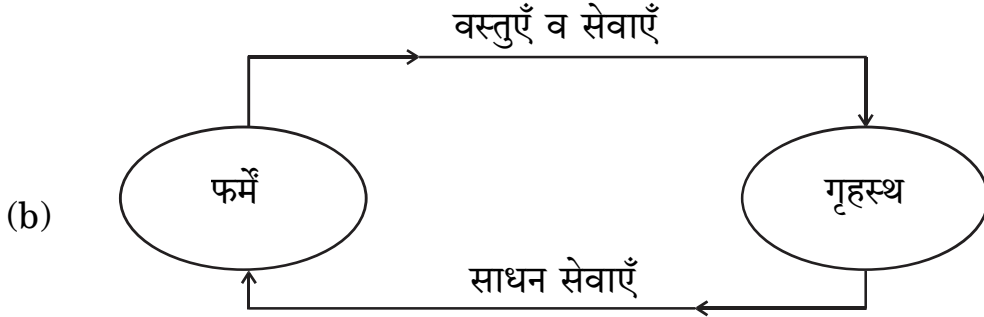 वस्तुएँ व सेवाएँ
फर्में
गृहस्थ
(b)
साधन सेवाएँ